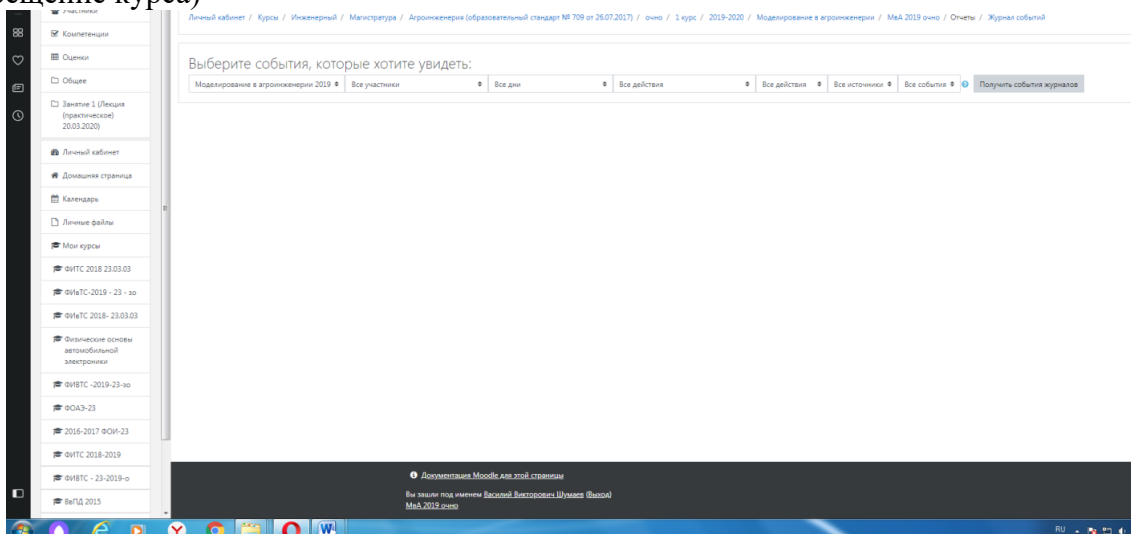 сещение курса)
Участники
Компетенции
Оценки
Общее
Занятие 1 (Лекция
(практическое)
20.03.2020)
Личный кабинет
Домашняя страница
Календарь
Личные файлы
Мои курсы
ФИТС 2018 23.03.03
ФИвТС-2019 - 23 - зо
ФИвТС 2018- 23.03.03
Физические основы
автомобильной
электроники
ФИВТС -2019-23-зо
ФОАЭ-23
2016-2017 ФОИ-23
ФИТС 2018-2019
ФИВТС - 23-2019-о
ВвПД 2015
Личный кабинет / Курсы / Инженерный / Магистратура / Агроинженерия (образовательный стандарт № 709 от 26.07.2017) / очно / 1 курс / 2019-2020 / Моделирование в агроинженерии / МвА 2019 очно / Отчеты / Журнал событий
Выберите события, которые хотите увидеть:
Моделирование в агроинженерии 2019 Все участники Все дни Все действия Все действия Все источники Все события Получить события журналов
Документация Moodle для этой страницы
Вы зашли под именем Василий Викторович Шумаев (Выход)
МвА 2019 очно
RU